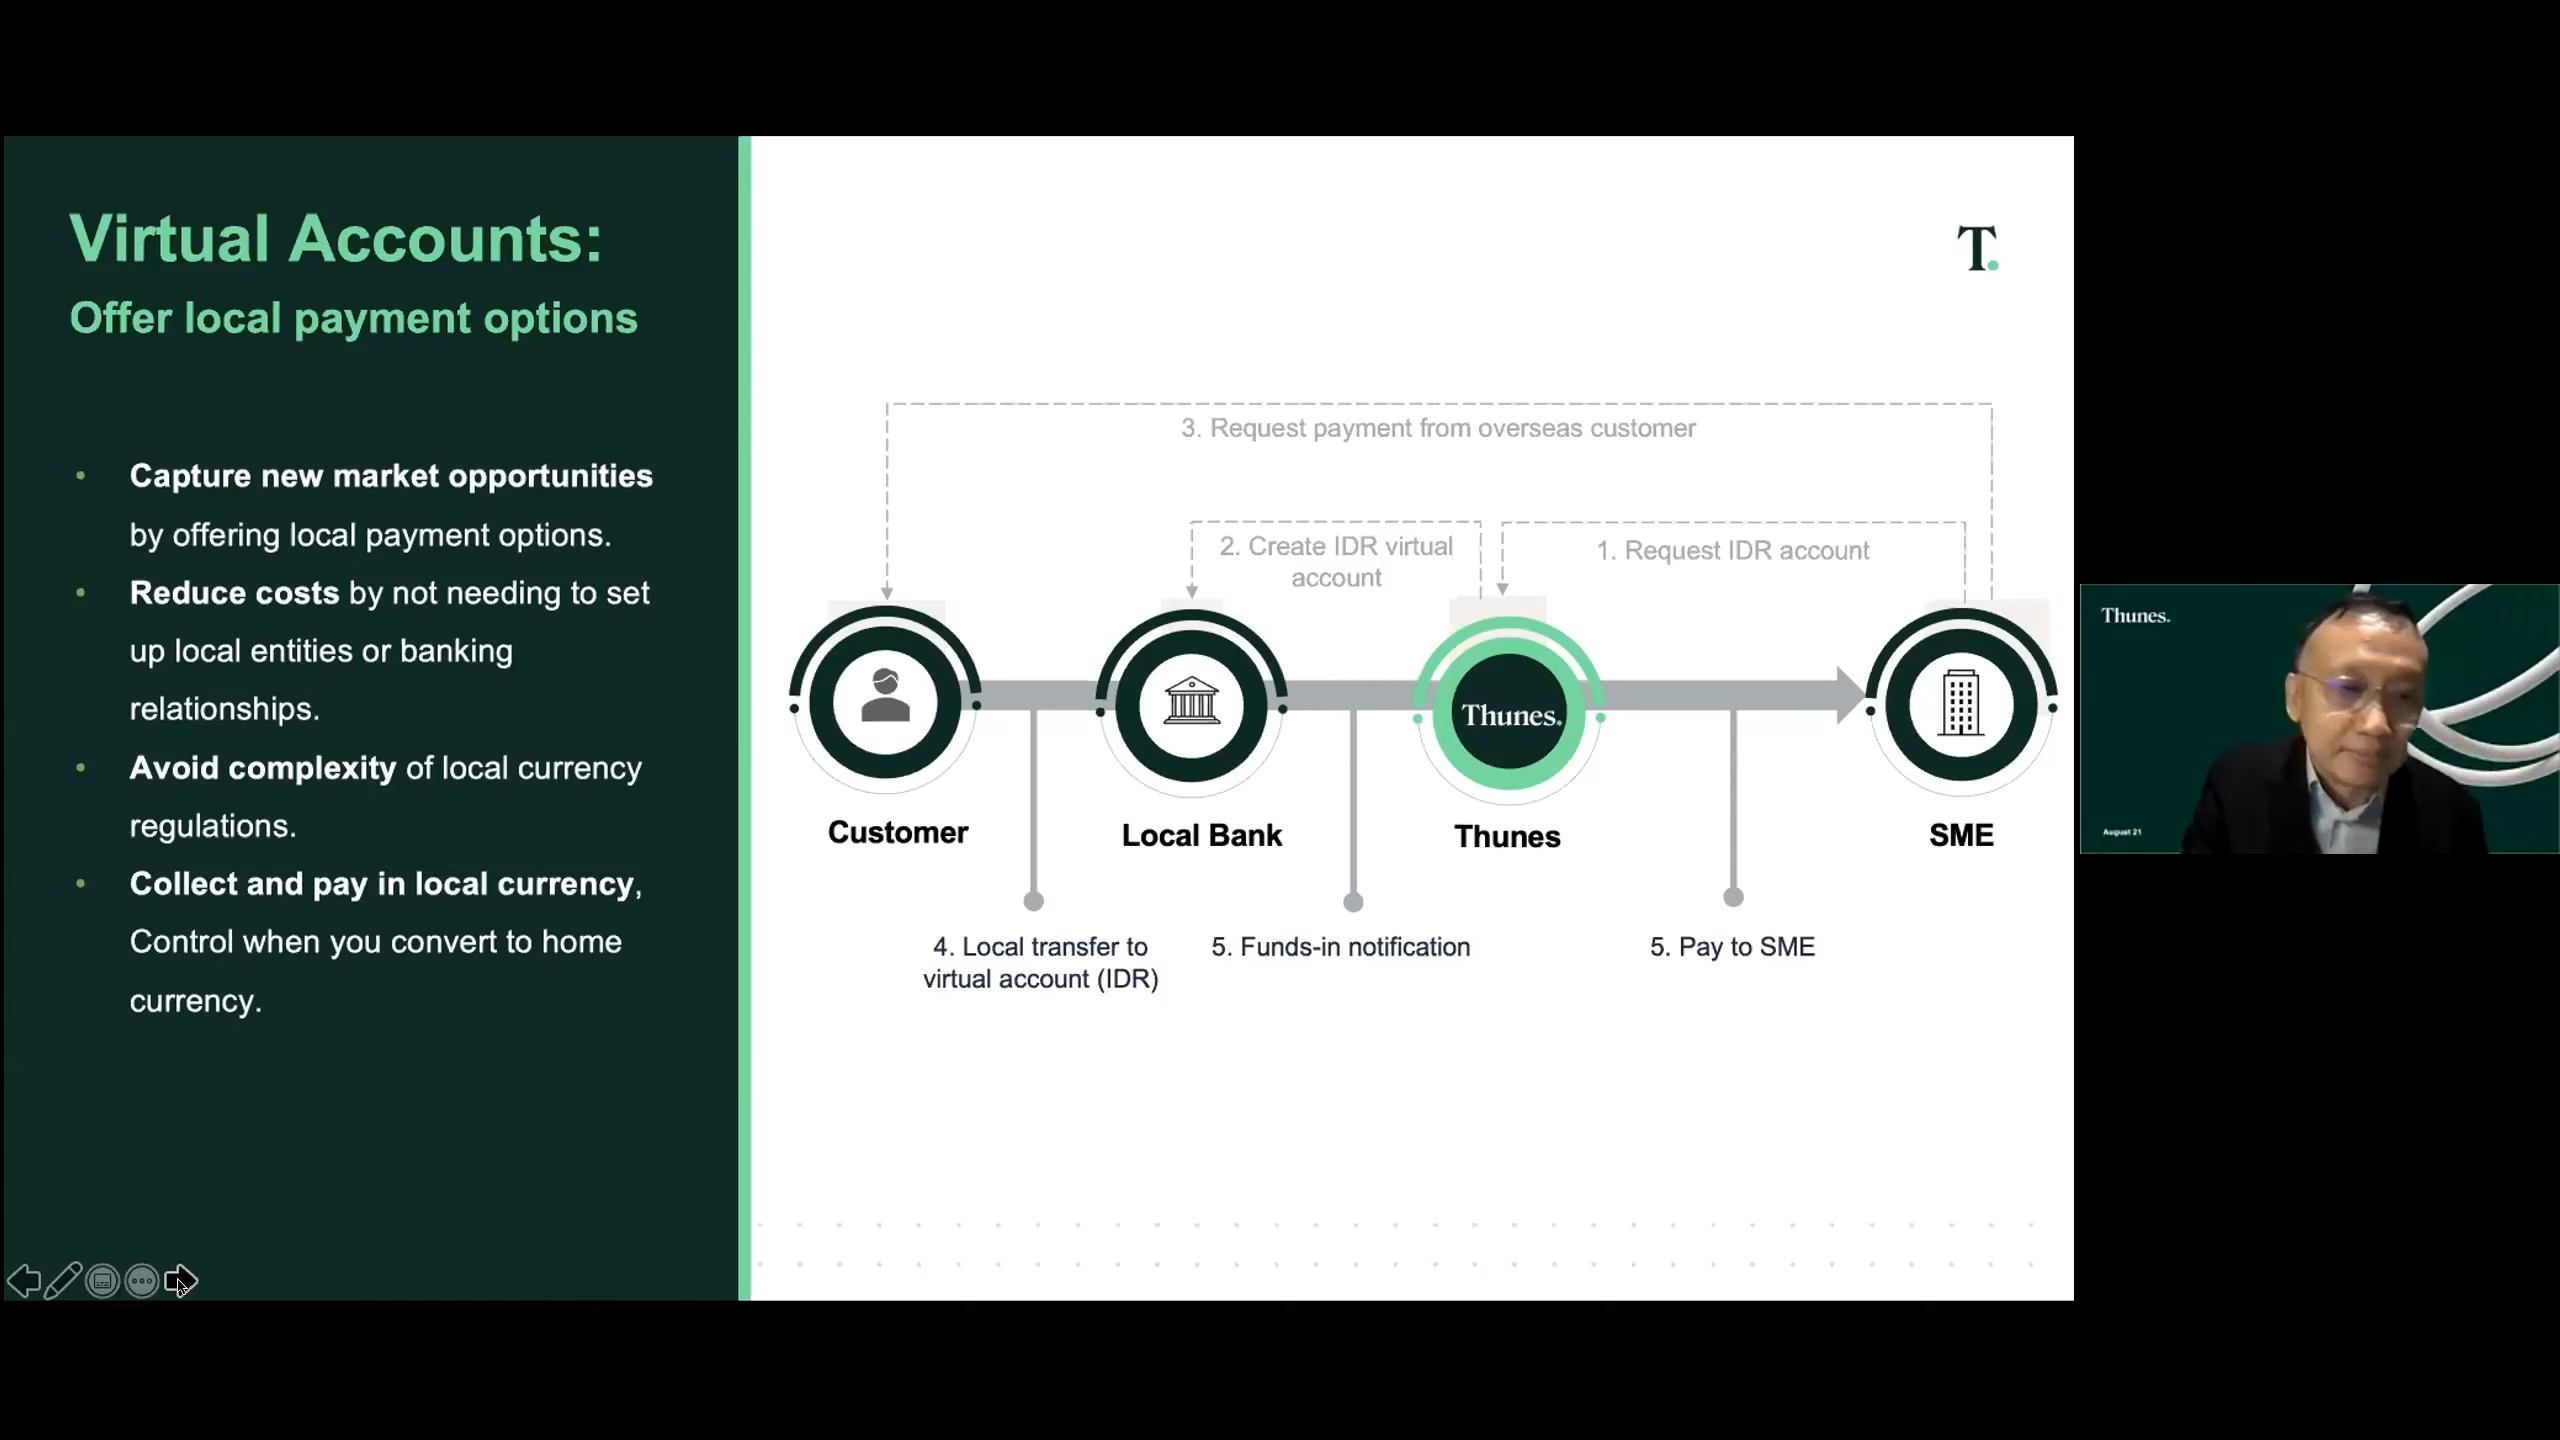 Virtual Accounts:
Offer local payment options
• Capture new market opportunities
by offering local payment options.
• Reduce costs by not needing to set
up local entities or banking
relationships.
• Avoid complexity of local currency
regulations.
• Collect and pay in local currency,
Control when you convert to home
currency.
T.
3. Request payment from overseas customer
2. Create IDR virtual
account
1. Request IDR account
Thunes.
Customer
Local Bank
Thunes
SME
4. Local transfer to
virtual account (IDR)
5. Funds-in notification
5. Pay to SME
Thunes.
August 21